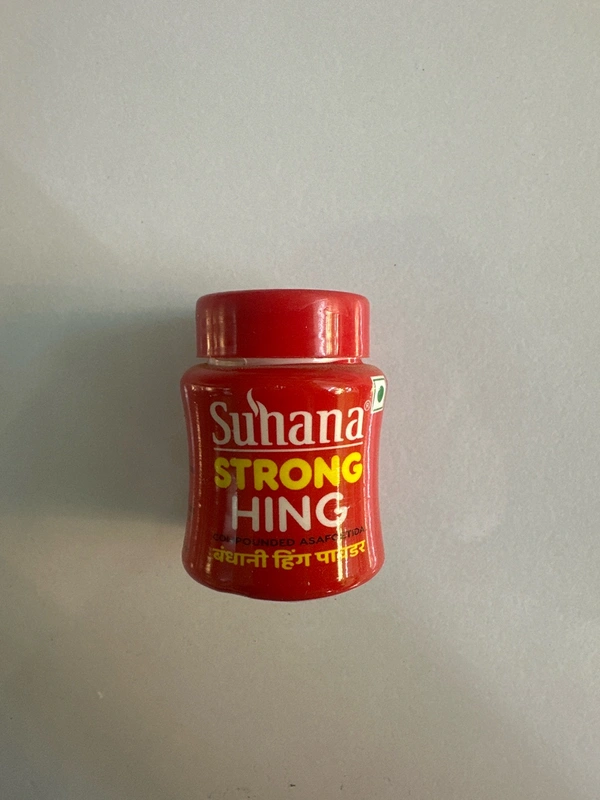 Suhana®
STRONG
HING
COMPOUNDED ASAFOETIDA
बंधानी हिंग पावडर